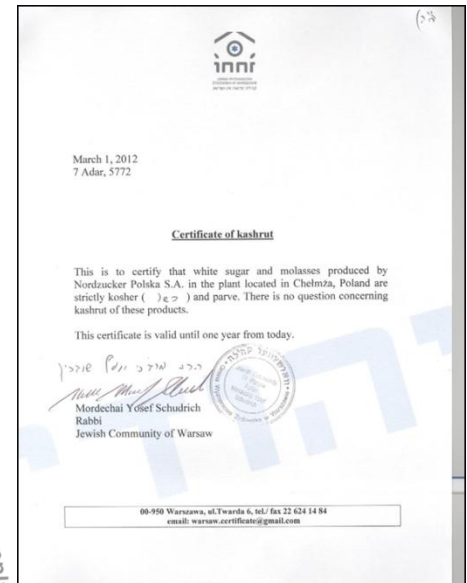 March 1, 2012
7 Adar, 5772
Certificate of kashrut
This is to certify that white sugar and molasses produced by
Nordzucker Polska S.A. in the plant located in Chełmża, Poland are
strictly kosher ( כשר ) and parve. There is no question concerning
kashrut of these products.
This certificate is valid until one year from today.
Mordechai Yosef Schudrich
Rabbi
Jewish Community of Warsaw
00-950 Warszawa, ul.Twarda 6, tel./ fax 22 624 14 84
email: warsaw.certificate@gmail.com